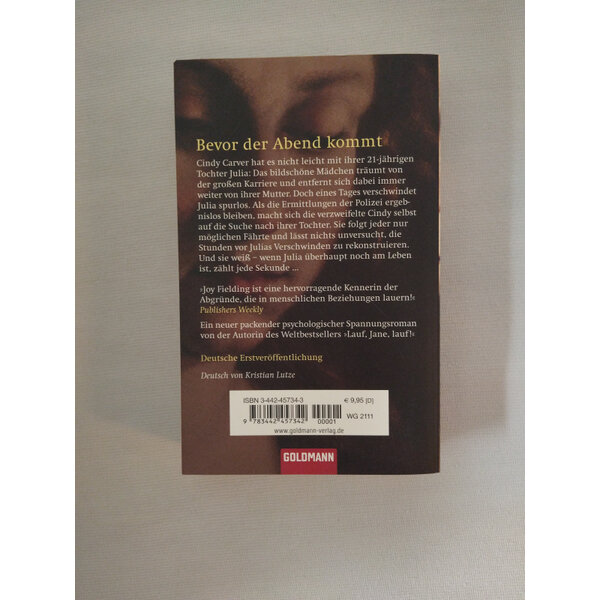 Bevor der Abend kommt
Cindy Carver hat es nicht leicht mit ihrer 21-jährigen
Tochter Julia: Das bildschöne Mädchen träumt von
der großen Karriere und entfernt sich dabei immer
weiter von ihrer Mutter. Doch eines Tages verschwindet
Julia spurlos. Als die Ermittlungen der Polizei ergeb-
nislos bleiben, macht sich die verzweifelte Cindy selbst
auf die Suche nach ihrer Tochter. Sie folgt jeder nur
möglichen Fährte und lässt nichts unversucht, die
Stunden vor Julias Verschwinden zu rekonstruieren.
Und sie weiß – wenn Julia überhaupt noch am Leben
ist, zählt jede Sekunde ...
»Joy Fielding ist eine hervorragende Kennerin der
Abgründe, die in menschlichen Beziehungen lauern!«
Publishers Weekly
Ein neuer packender psychologischer Spannungsroman
von der Autorin des Weltbestsellers »Lauf, Jane, lauf!«
Deutsche Erstveröffentlichung
Deutsch von Kristian Lutze
ISBN 3-442-45734-3 € 9,95 [D]
WG 2111
9 783442 457342 00001
www.goldmann-verlag.de
GOLDMANN